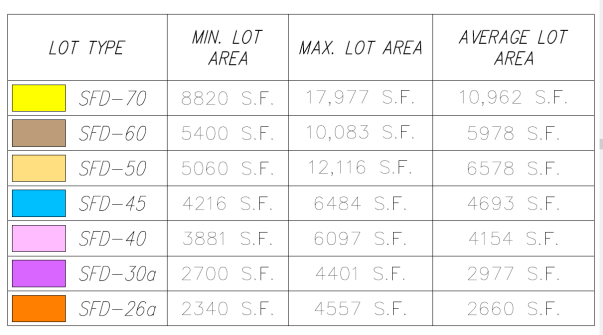 LOT TYPE MIN. LOT AREA MAX. LOT AREA AVERAGE LOT AREA
SFD-70 8820 S.F. 17,977 S.F. 10,962 S.F.
SFD-60 5400 S.F. 10,083 S.F. 5978 S.F.
SFD-50 5060 S.F. 12,116 S.F. 6578 S.F.
SFD-45 4216 S.F. 6484 S.F. 4693 S.F.
SFD-40 3881 S.F. 6097 S.F. 4154 S.F.
SFD-30a 2700 S.F. 4401 S.F. 2977 S.F.
SFD-26a 2340 S.F. 4557 S.F. 2660 S.F.